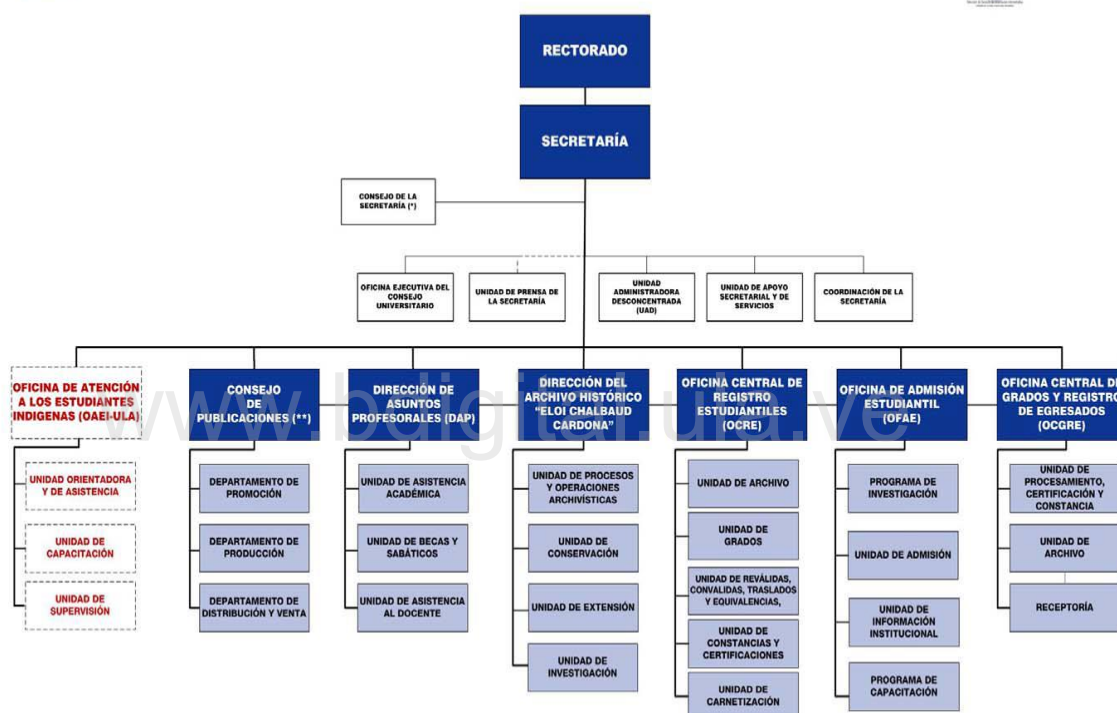 RECTORADO
SECRETARÍA
CONSEJO DE LA
SECRETARÍA (*)
OFICINA EJECUTIVA DEL
CONSEJO
UNIVERSITARIO
UNIDAD DE PRENSA DE
LA SECRETARÍA
UNIDAD
ADMINISTRADORA
DESCONCENTRADA
(UAD)
UNIDAD DE APOYO
SECRETARIAL Y DE
SERVICIOS
COORDINACIÓN DE LA
SECRETARÍA
OFICINA DE ATENCIÓN
A LOS ESTUDIANTES
INDIGENAS (OAEI-ULA)
UNIDAD ORIENTADORA
Y DE ASISTENCIA
UNIDAD DE
CAPACITACIÓN
UNIDAD DE
SUPERVISIÓN
CONSEJO
DE
PUBLICACIONES (**)
DEPARTAMENTO DE
PROMOCIÓN
DEPARTAMENTO DE
PRODUCCIÓN
DEPARTAMENTO DE
DISTRIBUCIÓN Y VENTA
DIRECCIÓN DE
ASUNTOS
PROFESORALES (DAP)
UNIDAD DE ASISTENCIA
ACADÉMICA
UNIDAD DE BECAS Y
SABÁTICOS
UNIDAD DE ASISTENCIA
AL DOCENTE
DIRECCIÓN DEL
ARCHIVO HISTÓRICO
"ELOI CHALBAUD
CARDONA"
UNIDAD DE PROCESOS
Y OPERACIONES
ARCHIVÍSTICAS
UNIDAD DE
CONSERVACIÓN
UNIDAD DE EXTENSIÓN
UNIDAD DE
INVESTIGACIÓN
OFICINA CENTRAL DE
REGISTRO
ESTUDIANTILES
(OCRE)
UNIDAD DE ARCHIVO
UNIDAD DE
GRADOS
UNIDAD DE REVÁLIDAS,
CONVALIDAS, TRASLADOS
Y EQUIVALENCIAS,
UNIDAD DE
CONSTANCIAS Y
CERTIFICACIONES
UNIDAD DE
CARNETIZACIÓN
OFICINA DE ADMISIÓN
ESTUDIANTIL
(OFAE)
PROGRAMA DE
INVESTIGACIÓN
UNIDAD DE ADMISIÓN
UNIDAD DE
INFORMACIÓN
INSTITUCIONAL
PROGRAMA DE
CAPACITACIÓN
OFICINA CENTRAL DE
GRADOS Y REGISTRO
DE EGRESADOS
(OCGRE)
UNIDAD DE
PROCESAMIENTO,
CERTIFICACIÓN Y
CONSTANCIA
UNIDAD DE
ARCHIVO
RECEPTORÍA
www.bdigital.ula.ve